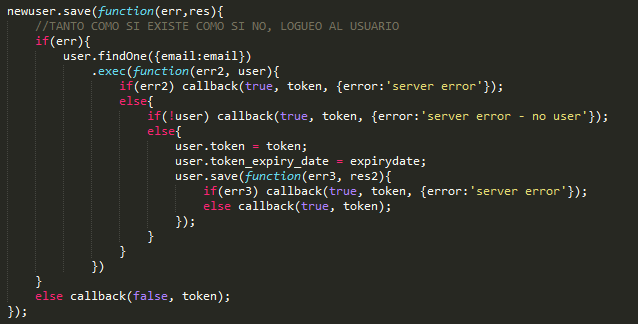 newuser.save(function(err,res){
    //TANTO COMO SI EXISTE COMO SI NO, LOGUEO AL USUARIO
    if(err){
        user.findOne({email:email})
            .exec(function(err2, user){
                if(err2) callback(true, token, {error:'server error'});
                else{
                    if(!user) callback(true, token, {error:'server error - no user'});
                    else{
                        user.token = token;
                        user.token_expiry_date = expirydate;
                        user.save(function(err3, res2){
                            if(err3) callback(true, token, {error:'server error'});
                            else callback(true, token);
                        });
                    }
                }
            })
    }
    else callback(false, token);
});